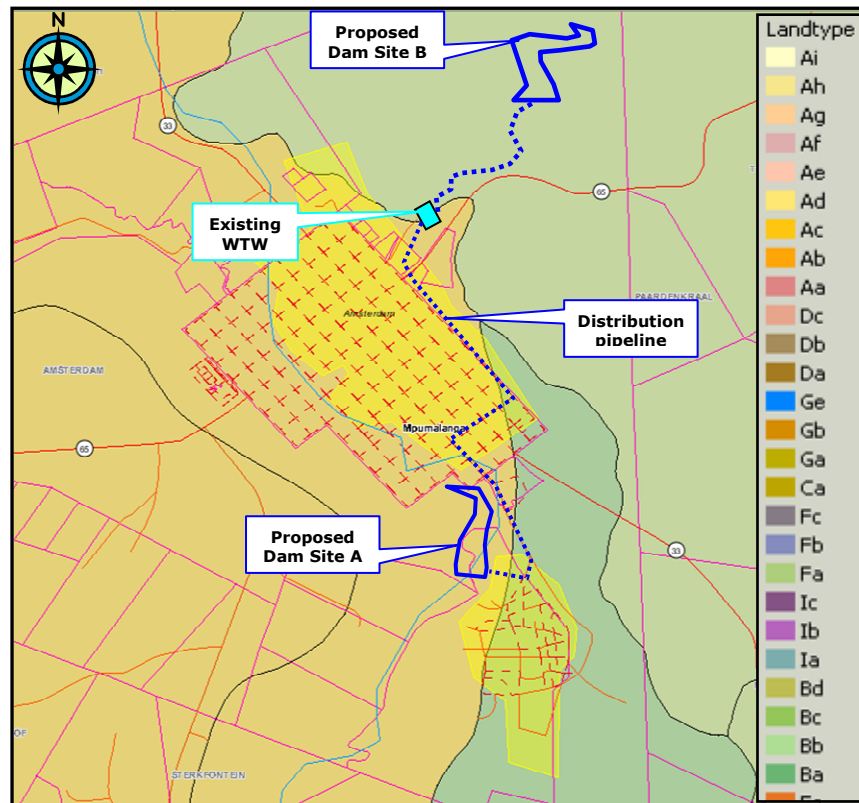 N
Proposed
Dam Site B
33
65
Existing
WTW
PAARDENKRAAL
Amsterdam
Distribution
pipeline
AMSTERDAM
Mpumalanga
65
Proposed
Dam Site A
33
OF
STERKFONTEIN
Landtype
Ai
Ah
Ag
Af
Ae
Ad
Ac
Ab
Aa
Dc
Db
Da
Ge
Gb
Ga
Ca
Fc
Fb
Fa
Ic
Ib
Ia
Bd
Bc
Bb
Ba